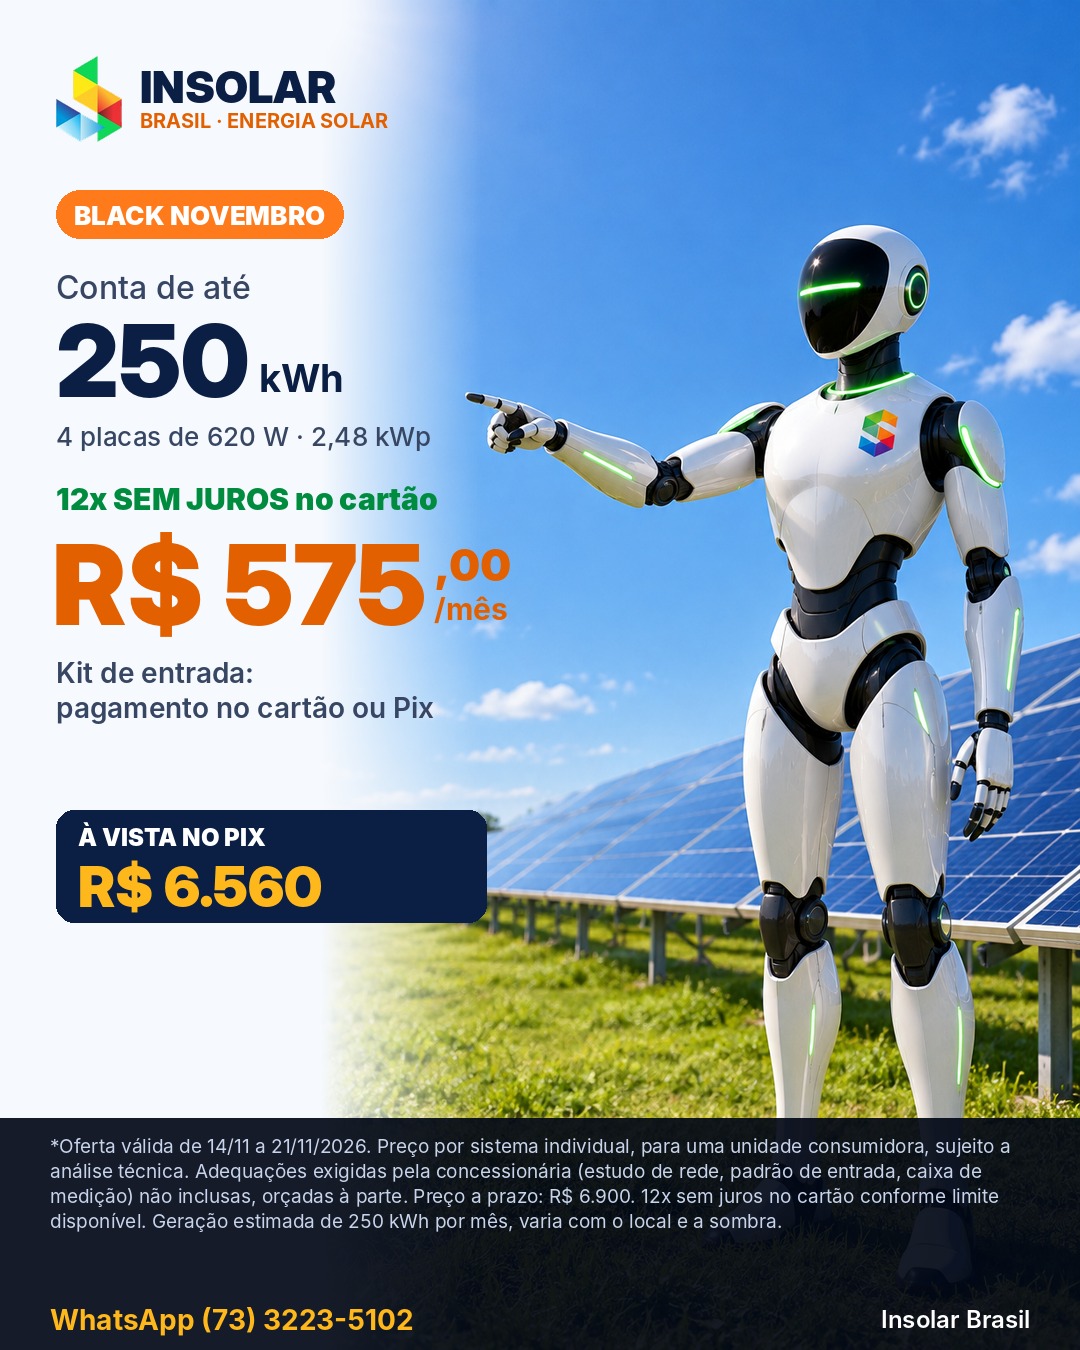 INSOLAR
BRASIL · ENERGIA SOLAR
BLACK NOVEMBRO
Conta de até
250 kWh
4 placas de 620 W · 2,48 kWp
12x SEM JUROS no cartão
R$ 575,00
/mês
Kit de entrada:
pagamento no cartão ou Pix
À VISTA NO PIX
R$ 6.560
*Oferta válida de 14/11 a 21/11/2026. Preço por sistema individual, para uma unidade consumidora, sujeito a
análise técnica. Adequações exigidas pela concessionária (estudo de rede, padrão de entrada, caixa de
medição) não inclusas, orçadas à parte. Preço a prazo: R$ 6.900. 12x sem juros no cartão conforme limite
disponível. Geração estimada de 250 kWh por mês, varia com o local e a sombra.
WhatsApp (73) 3223-5102
Insolar Brasil